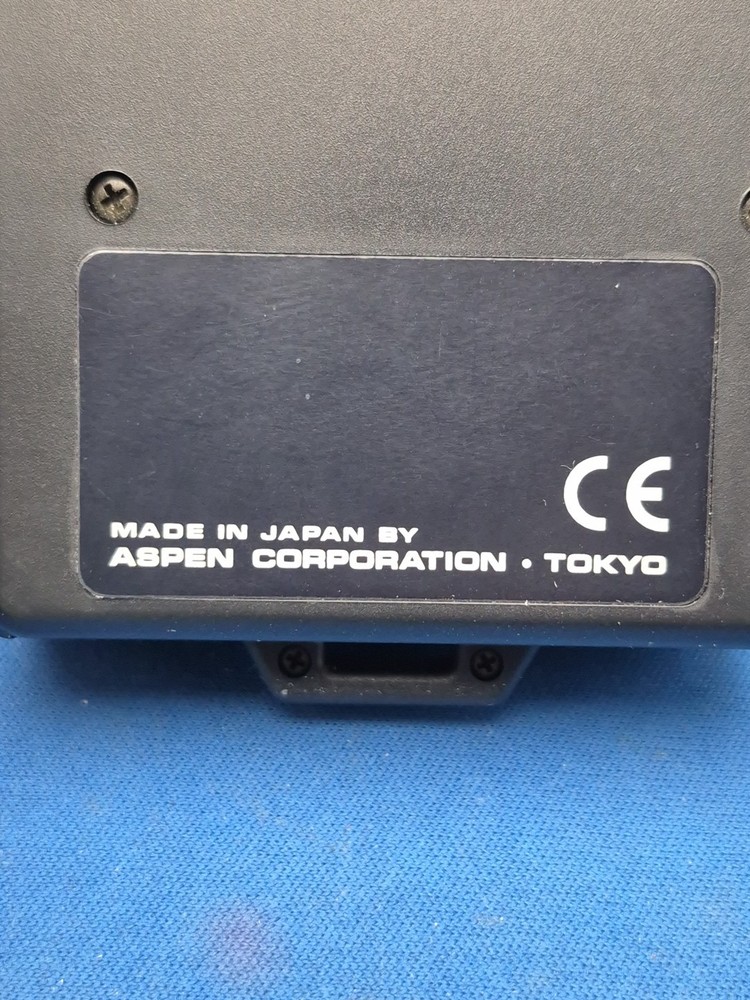 CE
MADE IN JAPAN BY
ASPEN CORPORATION • TOKYO